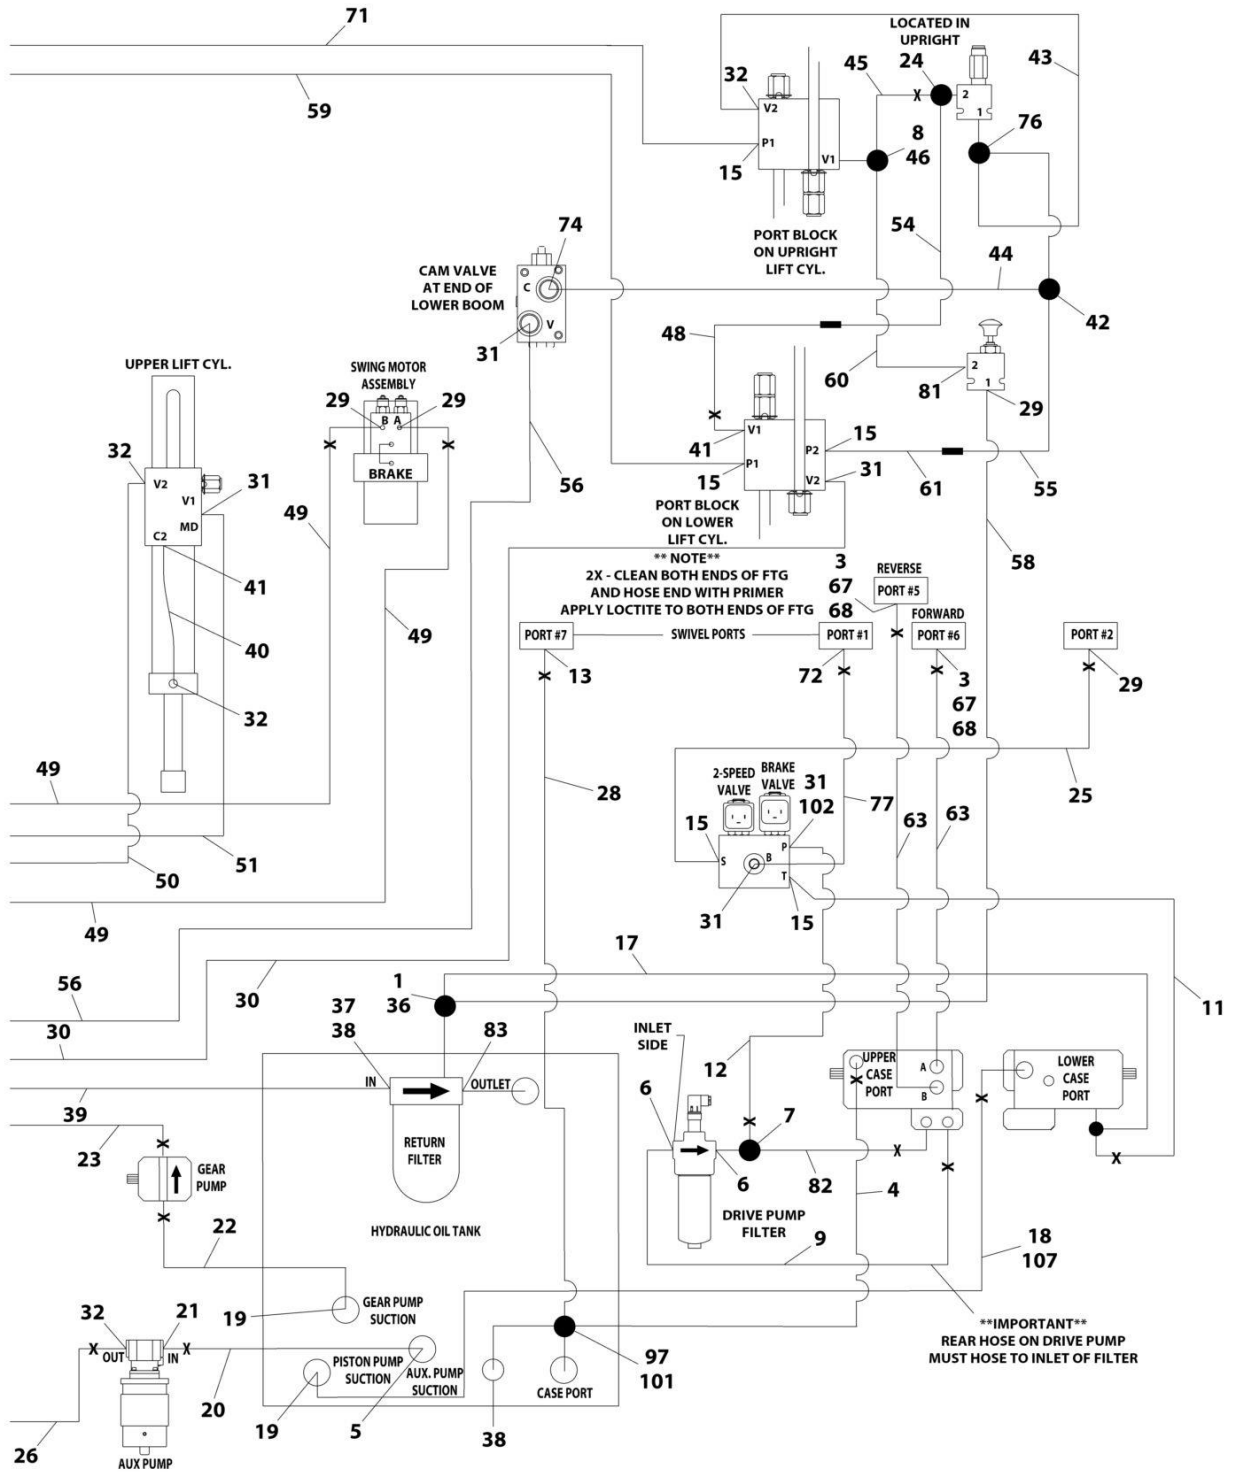 71
LOCATED IN
UPRIGHT
24
43
45
32
59
V2
2
1
76
8
46
P1
15
V1
54
74
PORT BLOCK
ON UPRIGHT
LIFT CYL.
44
CAM VALVE
AT END OF
LOWER BOOM
C
V
31
48
42
60
2
1
81
29
UPPER LIFT CYL.
SWING MOTOR
ASSEMBLY
29
B A
29
32
BRAKE
V2
V1
MD
C2
31
56
41
V1
P1
15
P2
V2
15
31
61
55
49
41
PORT BLOCK
ON LOWER
LIFT CYL.
58
** NOTE**
2X - CLEAN BOTH ENDS OF FTG
AND HOSE END WITH PRIMER
APPLY LOCTITE TO BOTH ENDS OF FTG
3
67
68
REVERSE
PORT #5
FORWARD
PORT #7
SWIVEL PORTS
PORT #1
PORT #6
PORT #2
49
40
13
72
3
67
68
29
32
49
28
2-SPEED
VALVE
BRAKE
VALVE
31
102
77
63
63
25
15
S
B
P
T
51
50
31
15
49
17
56
30
1
36
11
30
37
38
83
INLET
SIDE
12
UPPER
CASE
PORT
A
B
LOWER
CASE
PORT
IN
OUTLET
6
39
23
RETURN
FILTER
7
GEAR
PUMP
6
82
4
22
HYDRAULIC OIL TANK
DRIVE PUMP
FILTER
9
18
107
19
GEAR PUMP
SUCTION
32
21
**IMPORTANT**
REAR HOSE ON DRIVE PUMP
MUST HOSE TO INLET OF FILTER
OUT
IN
PISTON PUMP
SUCTION
AUX. PUMP
SUCTION
97
101
CASE PORT
20
19
5
38
26
AUX PUMP